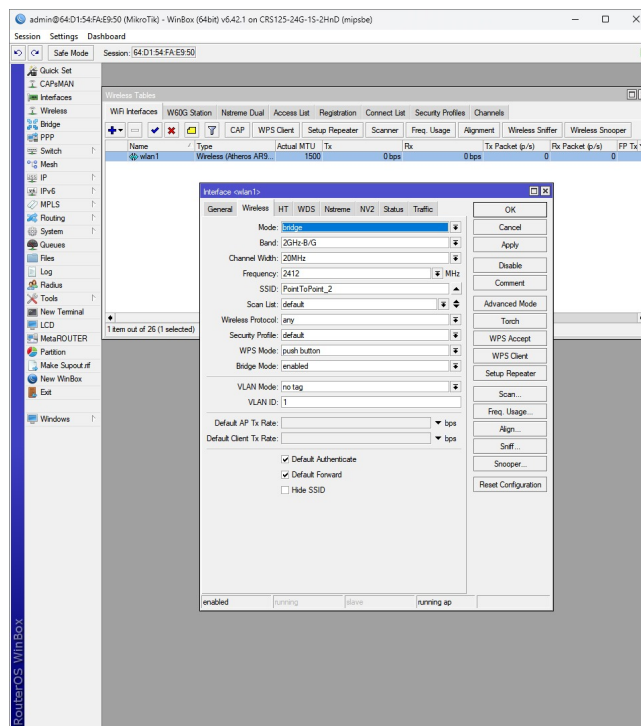 admin@64:D1:54:FA:E9:50 (MikroTik) - WinBox (64bit) v6.42.1 on CRS125-24G-1S-2HnD (mipsbe)
Session Settings Dashboard
Safe Mode Session: 64:D1:54:FA:E9:50
Quick Set
CAPsMAN
Interfaces
Wireless
Bridge
PPP
Switch
Mesh
IP
IPv6
MPLS
Routing
System
Queues
Files
Log
Radius
Tools
New Terminal
LCD
MetaROUTER
Partition
Make Supout.rif
New WinBox
Exit
Windows
RouterOS WinBox
Wireless Tables
WiFi Interfaces W60G Station Nstreme Dual Access List Registration Connect List Security Profiles Channels
CAP WPS Client Setup Repeater Scanner Freq. Usage Alignment Wireless Sniffer Wireless Snooper
Name Type Actual MTU Tx Rx Tx Packet (p/s) Rx Packet (p/s) FP Tx
wlan1 Wireless (Atheros AR9... 1500 0 bps 0 bps 0 0
1 item out of 26 (1 selected)
Interface <wlan1>
General Wireless HT WDS Nstreme NV2 Status Traffic
Mode: bridge
Band: 2GHz-B/G
Channel Width: 20MHz
Frequency: 2412 MHz
SSID: PointToPoint_2
Scan List: default
Wireless Protocol: any
Security Profile: default
WPS Mode: push button
Bridge Mode: enabled
VLAN Mode: no tag
VLAN ID: 1
Default AP Tx Rate: bps
Default Client Tx Rate: bps
Default Authenticate
Default Forward
Hide SSID
OK
Cancel
Apply
Disable
Comment
Advanced Mode
Torch
WPS Accept
WPS Client
Setup Repeater
Scan...
Freq. Usage...
Align...
Sniff...
Snooper...
Reset Configuration
enabled running slave running ap